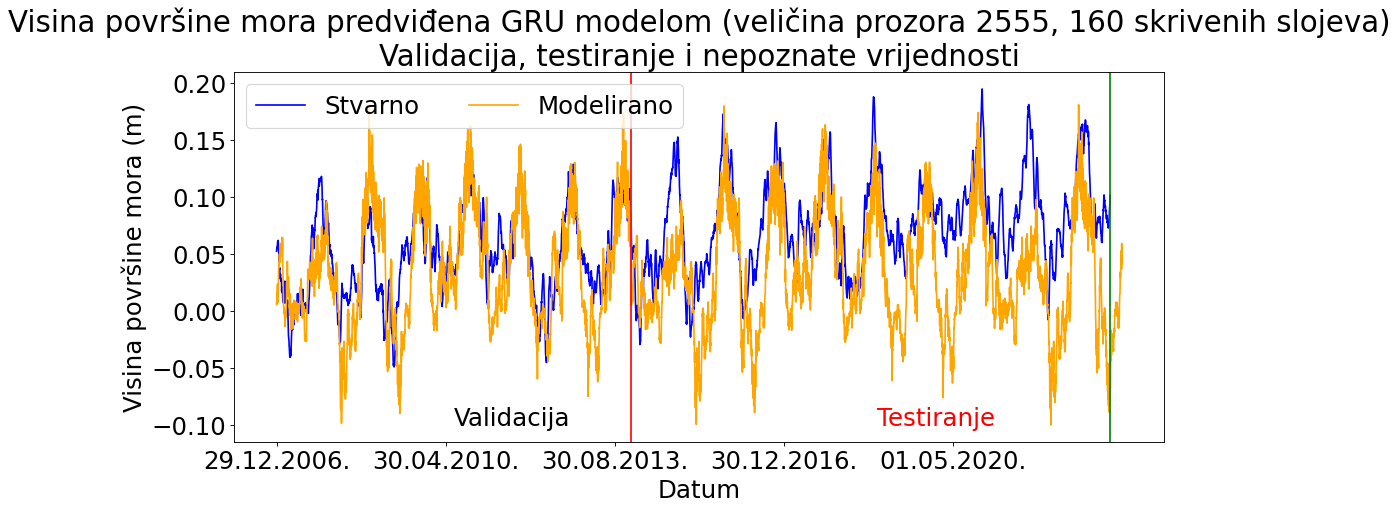 Visina površine mora predviđena GRU modelom (veličina prozora 2555, 160 skrivenih slojeva)
Validacija, testiranje i nepoznate vrijednosti
Stvarno
Modelirano
Visina površine mora (m)
0.20
0.15
0.10
0.05
0.00
−0.05
−0.10
Validacija
Testiranje
29.12.2006.
30.04.2010.
30.08.2013.
30.12.2016.
01.05.2020.
Datum